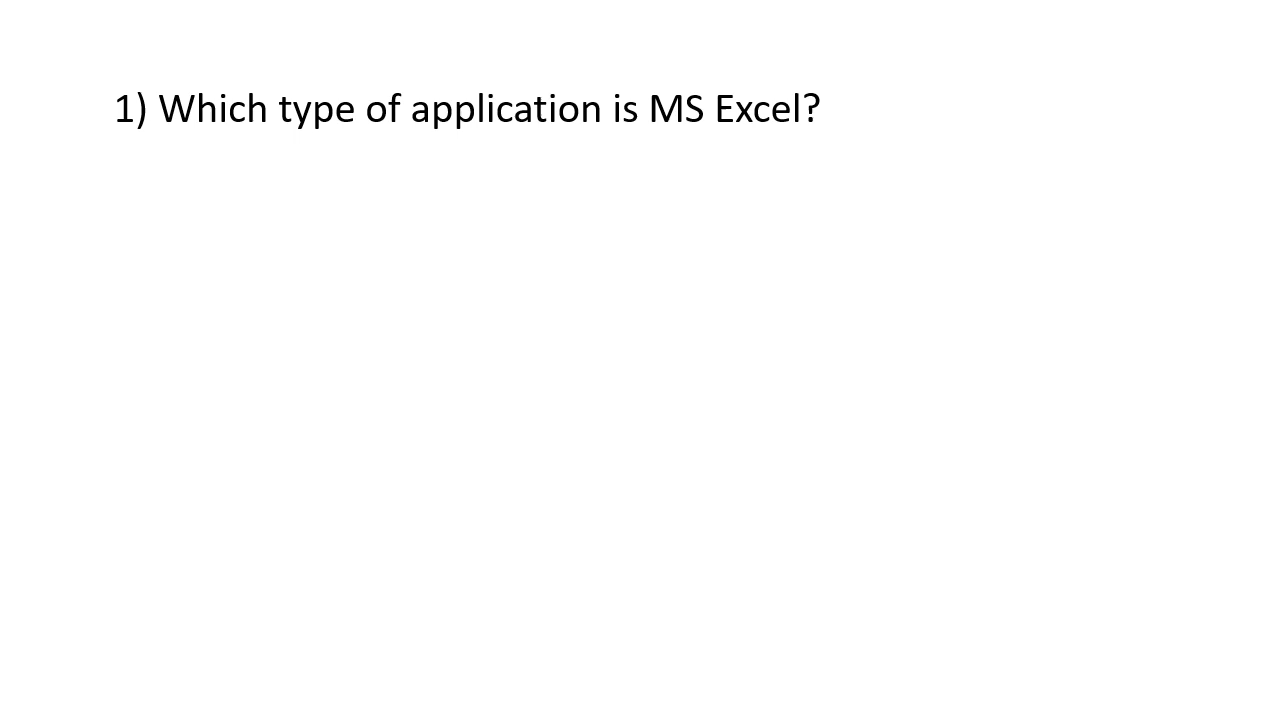 1) Which type of application is MS Excel?